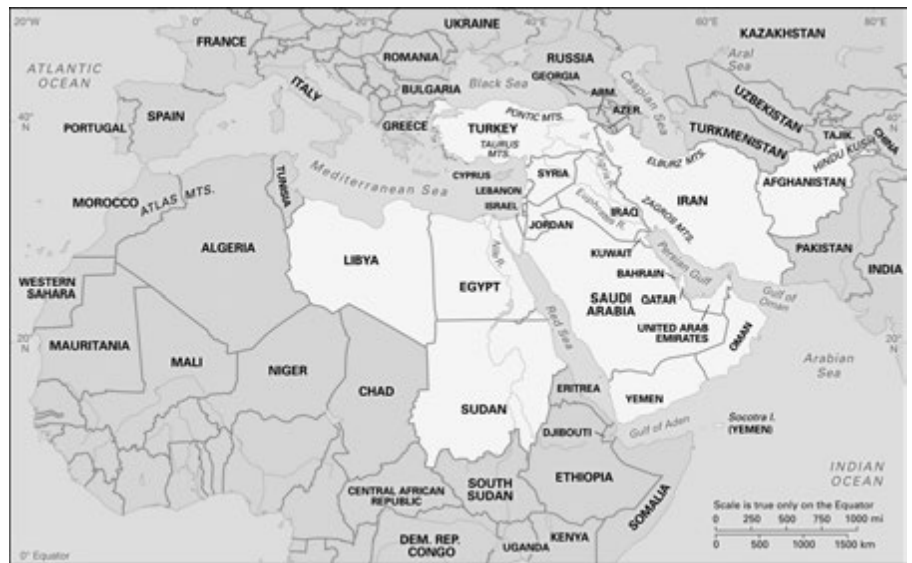 20°W
0°
20°
40°
60°
80°E
UKRAINE
KAZAKHSTAN
FRANCE
Aral
Sea
ATLANTIC
OCEAN
ROMANIA
RUSSIA
Caspian Sea
GEORGIA
Black Sea
ITALY
BULGARIA
ARM.
AZER.
UZBEKISTAN
SPAIN
40°
N
PORTUGAL
GREECE
PONTIC MTS.
TURKEY
TAURUS
MTS.
TURKMENISTAN
TAJIK.
CHINA
40°
N
HINDU KUSH
ELBURZ MTS.
Mediterranean Sea
CYPRUS
SYRIA
Tigris R.
AFGHANISTAN
TUNISIA
LEBANON
ISRAEL
MOROCCO
ATLAS MTS.
Euphrates R.
IRAQ
ZAGROS MTS.
IRAN
JORDAN
ALGERIA
LIBYA
Nile R.
KUWAIT
PAKISTAN
Persian Gulf
INDIA
WESTERN
SAHARA
EGYPT
BAHRAIN
SAUDI
ARABIA
QATAR
Gulf of
Oman
Red Sea
UNITED ARAB
EMIRATES
OMAN
20°
N
20°
N
MAURITANIA
MALI
NIGER
CHAD
Arabian
Sea
ERITREA
YEMEN
SUDAN
Socotra I.
(YEMEN)
DJIBOUTI
Gulf of Aden
ETHIOPIA
INDIAN
OCEAN
SOUTH
SUDAN
CENTRAL AFRICAN
REPUBLIC
SOMALIA
Scale is true only on the Equator
0 250 500 750 1000 mi
0 500 1000 1500 km
DEM. REP.
CONGO
UGANDA
KENYA
0° Equator